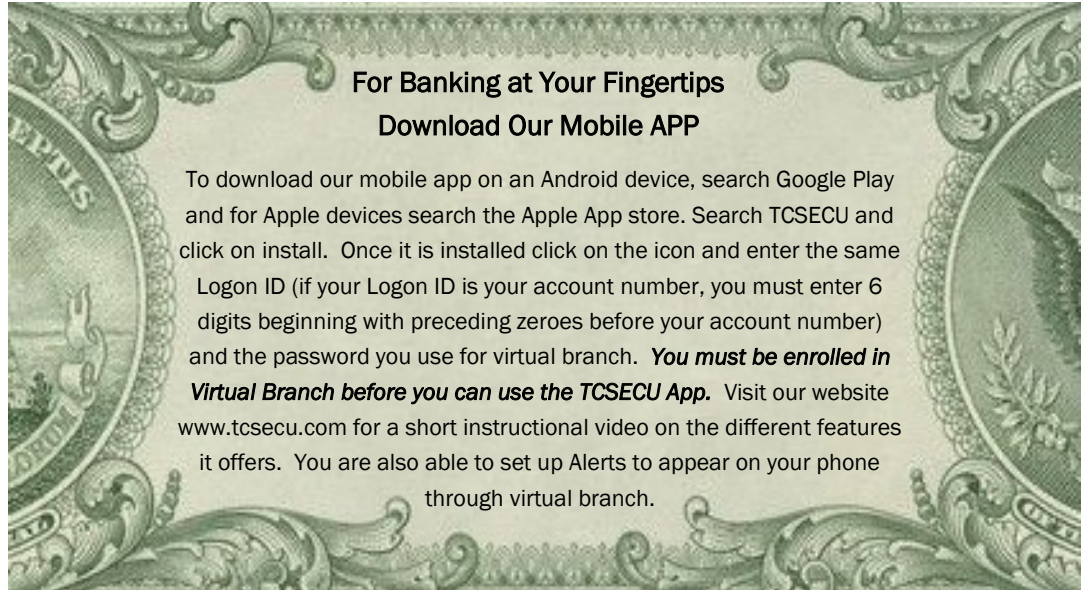 For Banking at Your Fingertips
Download Our Mobile APP
To download our mobile app on an Android device, search Google Play
and for Apple devices search the Apple App store. Search TCSECU and
click on install.  Once it is installed click on the icon and enter the same
Logon ID (if your Logon ID is your account number, you must enter 6
digits beginning with preceding zeroes before your account number)
and the password you use for virtual branch.  You must be enrolled in
Virtual Branch before you can use the TCSECU App.  Visit our website
www.tcsecu.com for a short instructional video on the different features
it offers.  You are also able to set up Alerts to appear on your phone
through virtual branch.
EPTIS